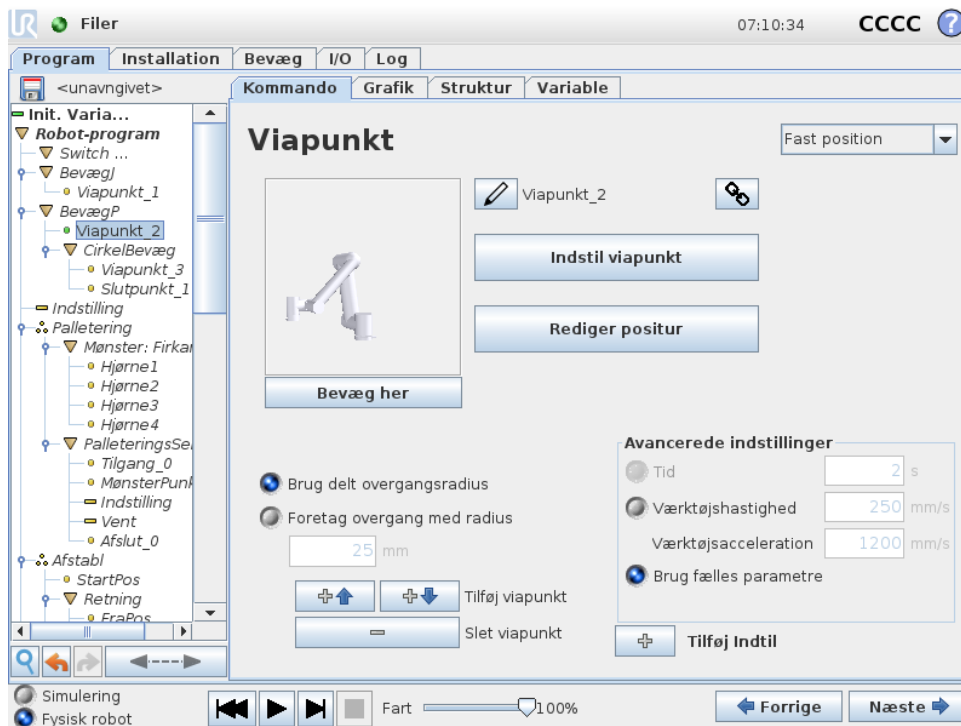 UR Filer 07:10:34 CCCC ?
Program Installation Bevæg I/O Log
<unavngivet>
Kommando Grafik Struktur Variable
Init. Varia...
Robot-program
Switch ...
BevægJ
Viapunkt_1
BevægP
Viapunkt_2
CirkelBevæg
Viapunkt_3
Slutpunkt_1
Indstilling
Palletering
Mønster: Firkan
Hjørne1
Hjørne2
Hjørne3
Hjørne4
PalleteringsSe
Tilgang_0
MønsterPunk
Indstilling
Vent
Afslut_0
Afstabl
StartPos
Retning
FraPos
Viapunkt
Fast position
Viapunkt_2
Indstil viapunkt
Rediger positur
Bevæg her
Brug delt overgangsradius
Foretag overgang med radius
25 mm
Tilføj viapunkt
Slet viapunkt
Avancerede indstillinger
Tid 2 s
Værktøjshastighed 250 mm/s
Værktøjsacceleration 1200 mm/s
Brug fælles parametre
Tilføj Indtil
Simulering
Fysisk robot
Fart 100%
Forrige
Næste